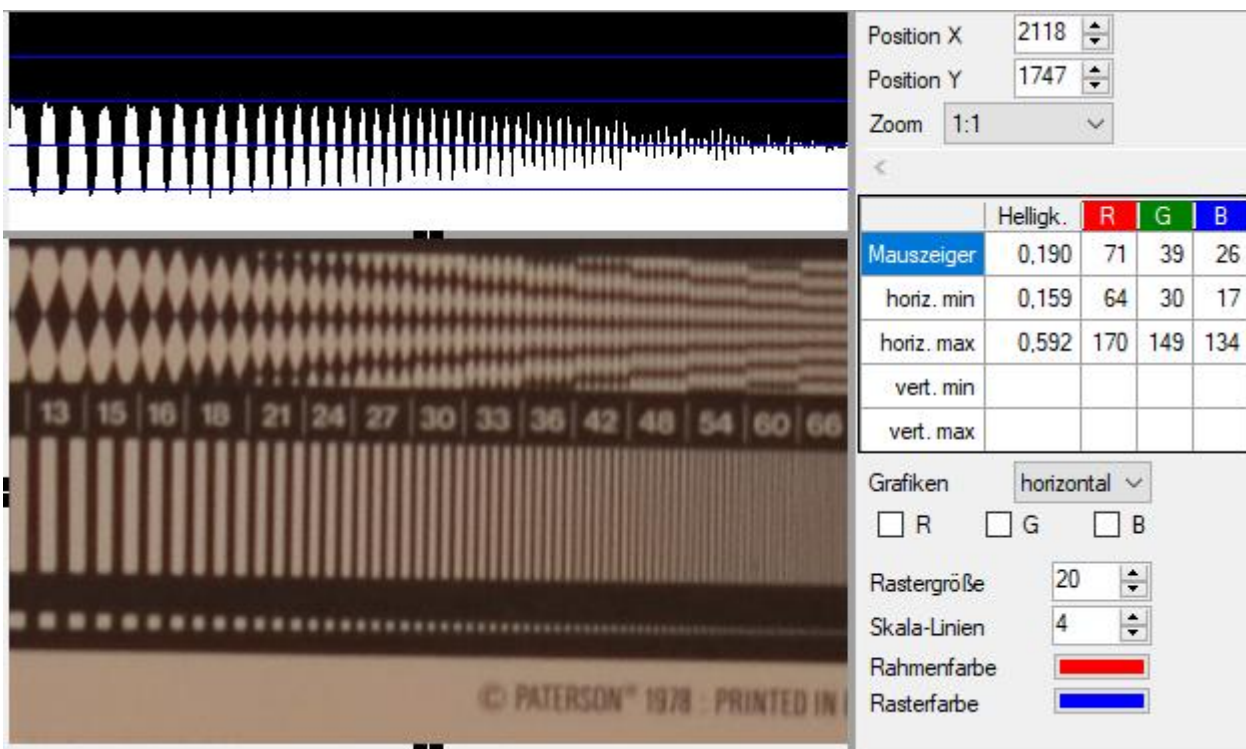 Position X 2118
Position Y 1747
Zoom 1:1
Helligk. R G B
Mauszeiger 0,190 71 39 26
horiz. min 0,159 64 30 17
horiz. max 0,592 170 149 134
vert. min
vert. max
Grafiken horizontal
R G B
Rastergröße 20
Skala-Linien 4
Rahmenfarbe
Rasterfarbe
13 15 16 18 21 24 27 30 33 36 42 48 54 60 66
© PATERSON® 1978 : PRINTED IN